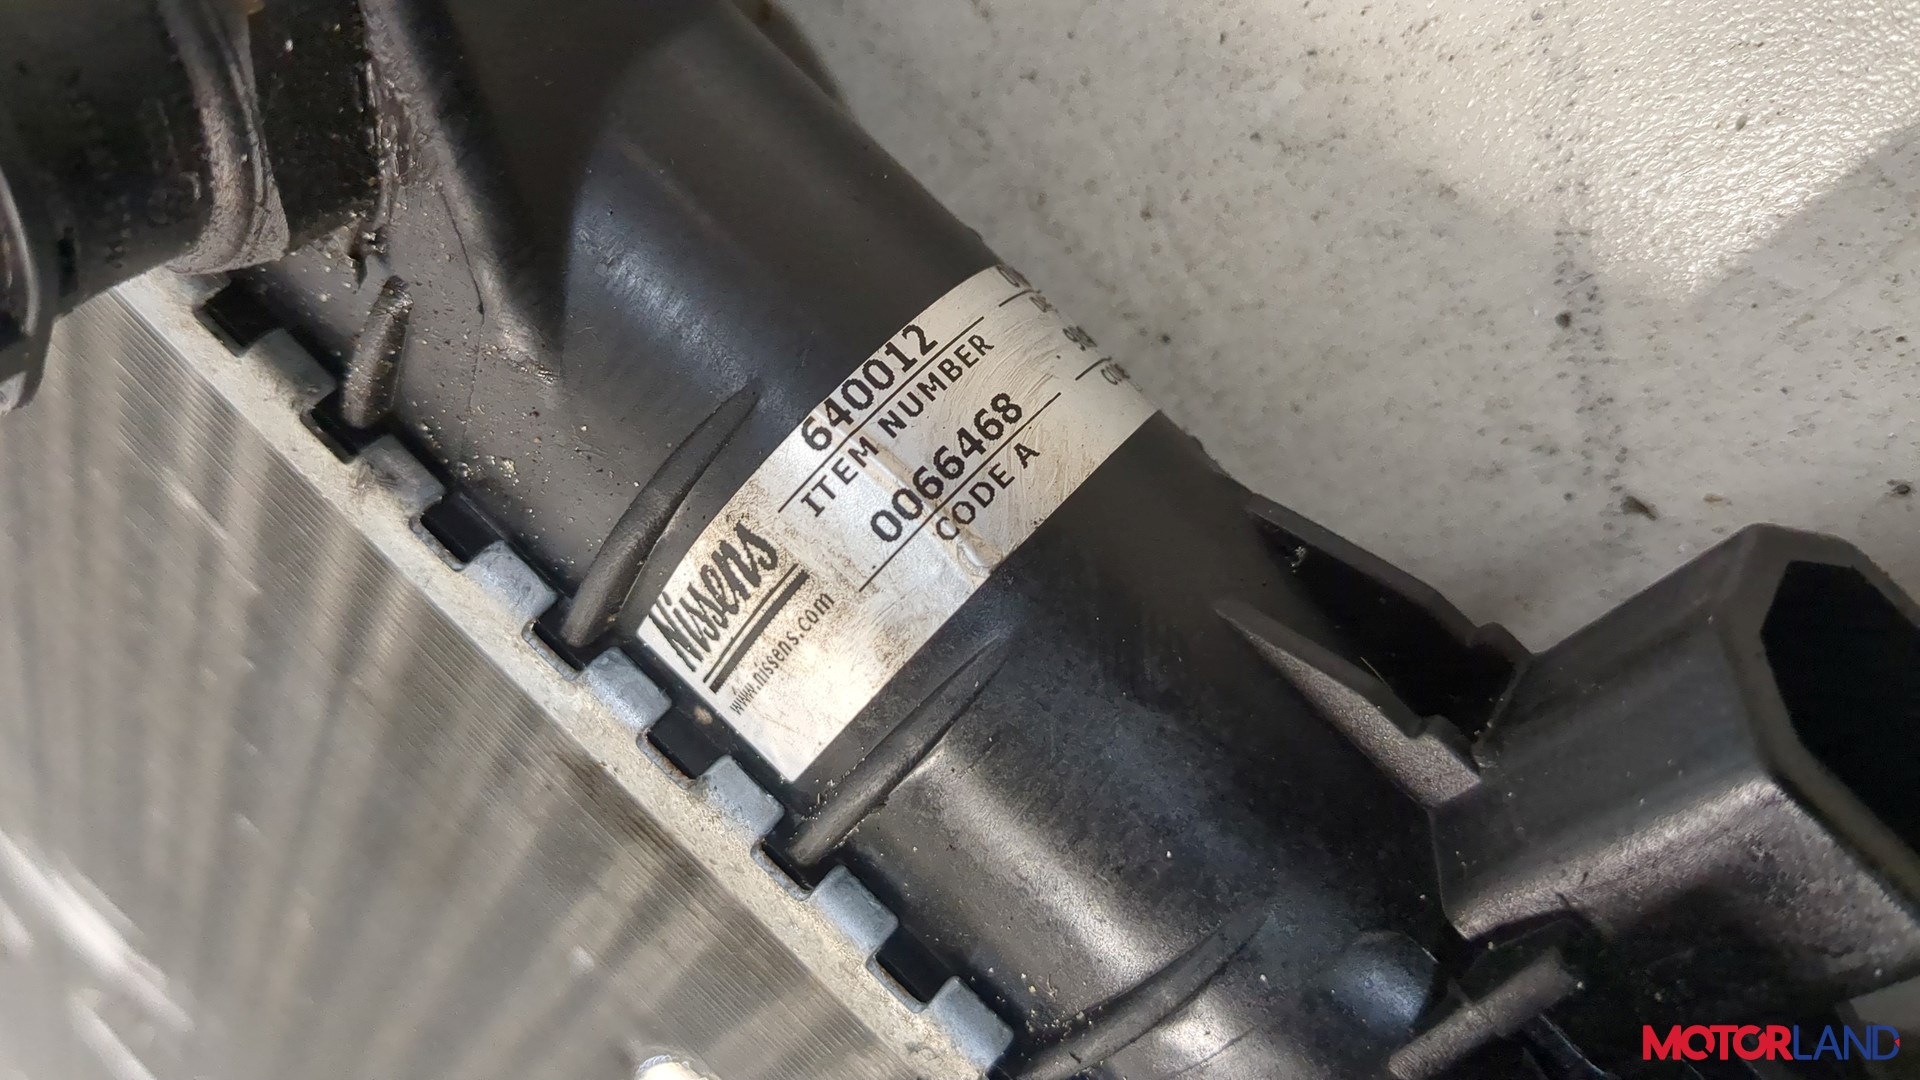 Nissens
www.nissens.com
640012
ITEM NUMBER
0066468
CODE A
MOTORLAND